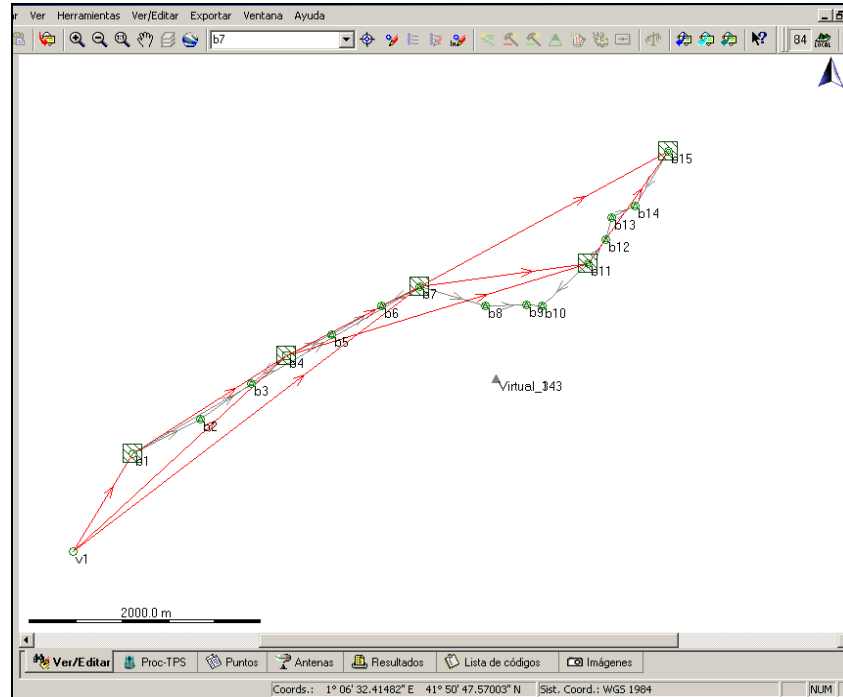 Ver Herramientas Ver/Editar Exportar Ventana Ayuda
b7
84 LOCAL
b15
b14
b13
b12
b11
b7
b6
b8
b9
b10
b5
b4
b3
Virtual_
b2
b1
v1
2000.0 m
Ver/Editar Proc-TPS Puntos Antenas Resultados Lista de códigos Imágenes
Coords.: 1° 06' 32.41482" E 41° 50' 47.57003" N Sist. Coord.: WGS 1984 NUM